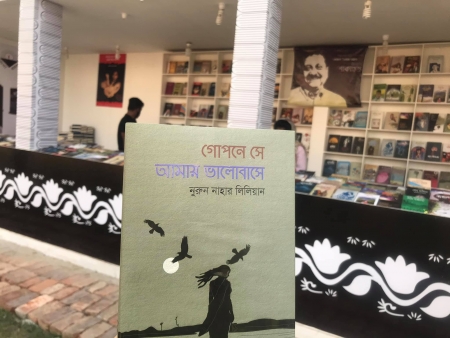 গোপনে সে
আমায় ভালোবাসে
নুরুন নাহার লিলিয়ান